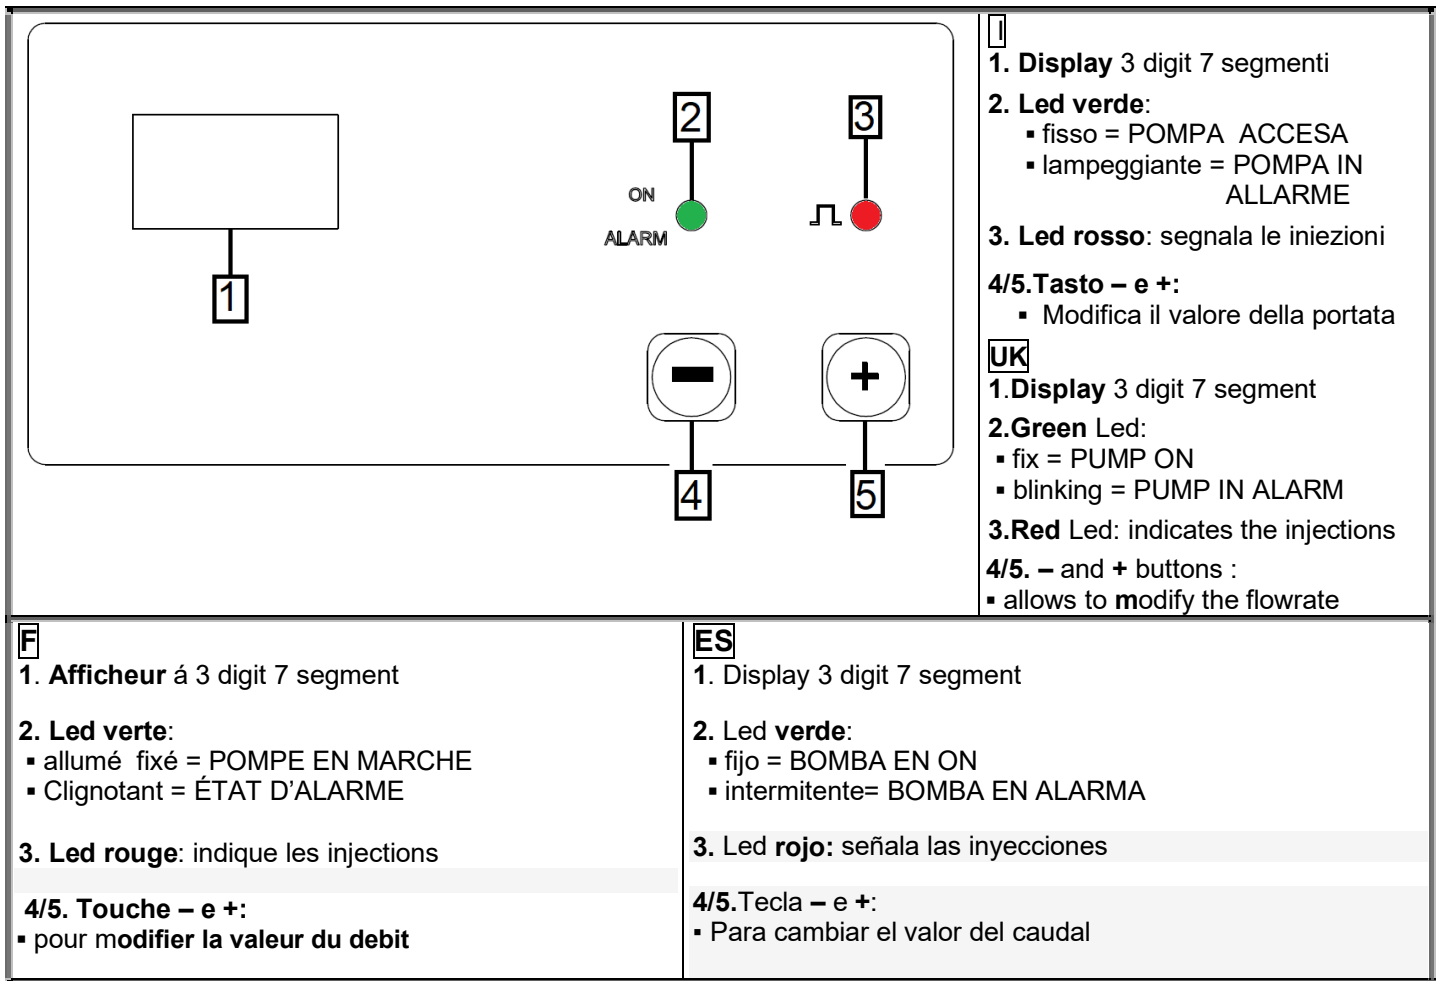 2
3
ON
ALARM
1
4
5
I
1. Display 3 digit 7 segmenti
2. Led verde:
▪ fisso = POMPA ACCESA
▪ lampeggiante = POMPA IN
ALLARME
3. Led rosso: segnala le iniezioni
4/5.Tasto – e +:
▪ Modifica il valore della portata
UK
1.Display 3 digit 7 segment
2.Green Led:
▪ fix = PUMP ON
▪ blinking = PUMP IN ALARM
3.Red Led: indicates the injections
4/5. – and + buttons :
▪ allows to modify the flowrate
F
1. Afficheur á 3 digit 7 segment
2. Led verte:
▪ allumé fixé = POMPE EN MARCHE
▪ Clignotant = ÉTAT D’ALARME
3. Led rouge: indique les injections
4/5. Touche – e +:
▪ pour modifier la valeur du debit
ES
1. Display 3 digit 7 segment
2. Led verde:
▪ fijo = BOMBA EN ON
▪ intermitente= BOMBA EN ALARMA
3. Led rojo: señala las inyecciones
4/5.Tecla – e +:
▪ Para cambiar el valor del caudal